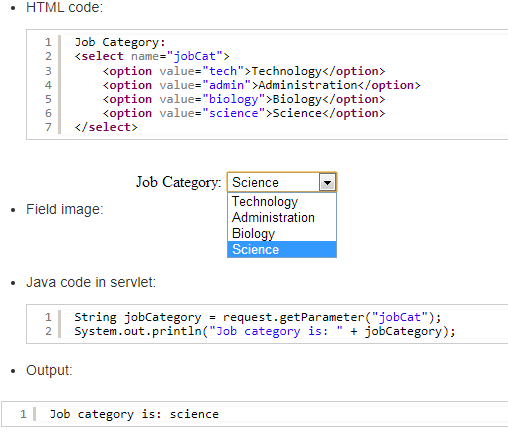 HTML code:
1 Job Category:
2 <select name="jobCat">
3     <option value="tech">Technology</option>
4     <option value="admin">Administration</option>
5     <option value="biology">Biology</option>
6     <option value="science">Science</option>
7 </select>
Job Category: Science
Technology
Administration
Field image:
Biology
Science
Java code in servlet:
1 String jobCategory = request.getParameter("jobCat");
2 System.out.println("Job category is: " + jobCategory);
Output:
1 Job category is: science